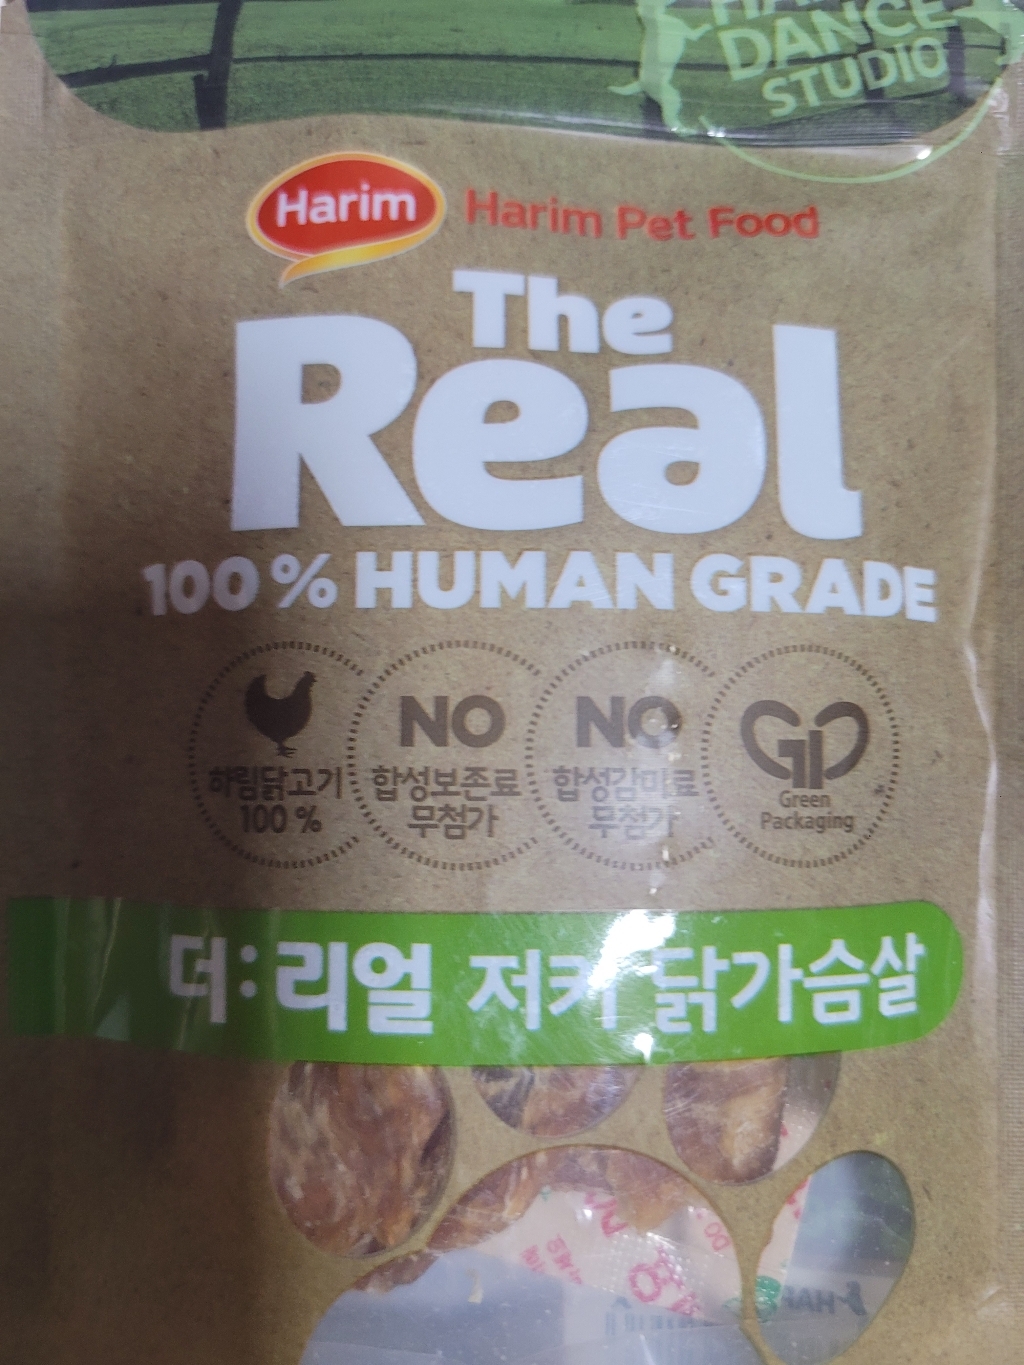 DANCE
STUDIO
Harim Harim Pet Food
The
Real
100% HUMAN GRADE
하림닭고기
100 %
NO
합성보존료
무첨가
NO
합성감미료
무첨가
Green
Packaging
더:리얼 저키 닭가슴살